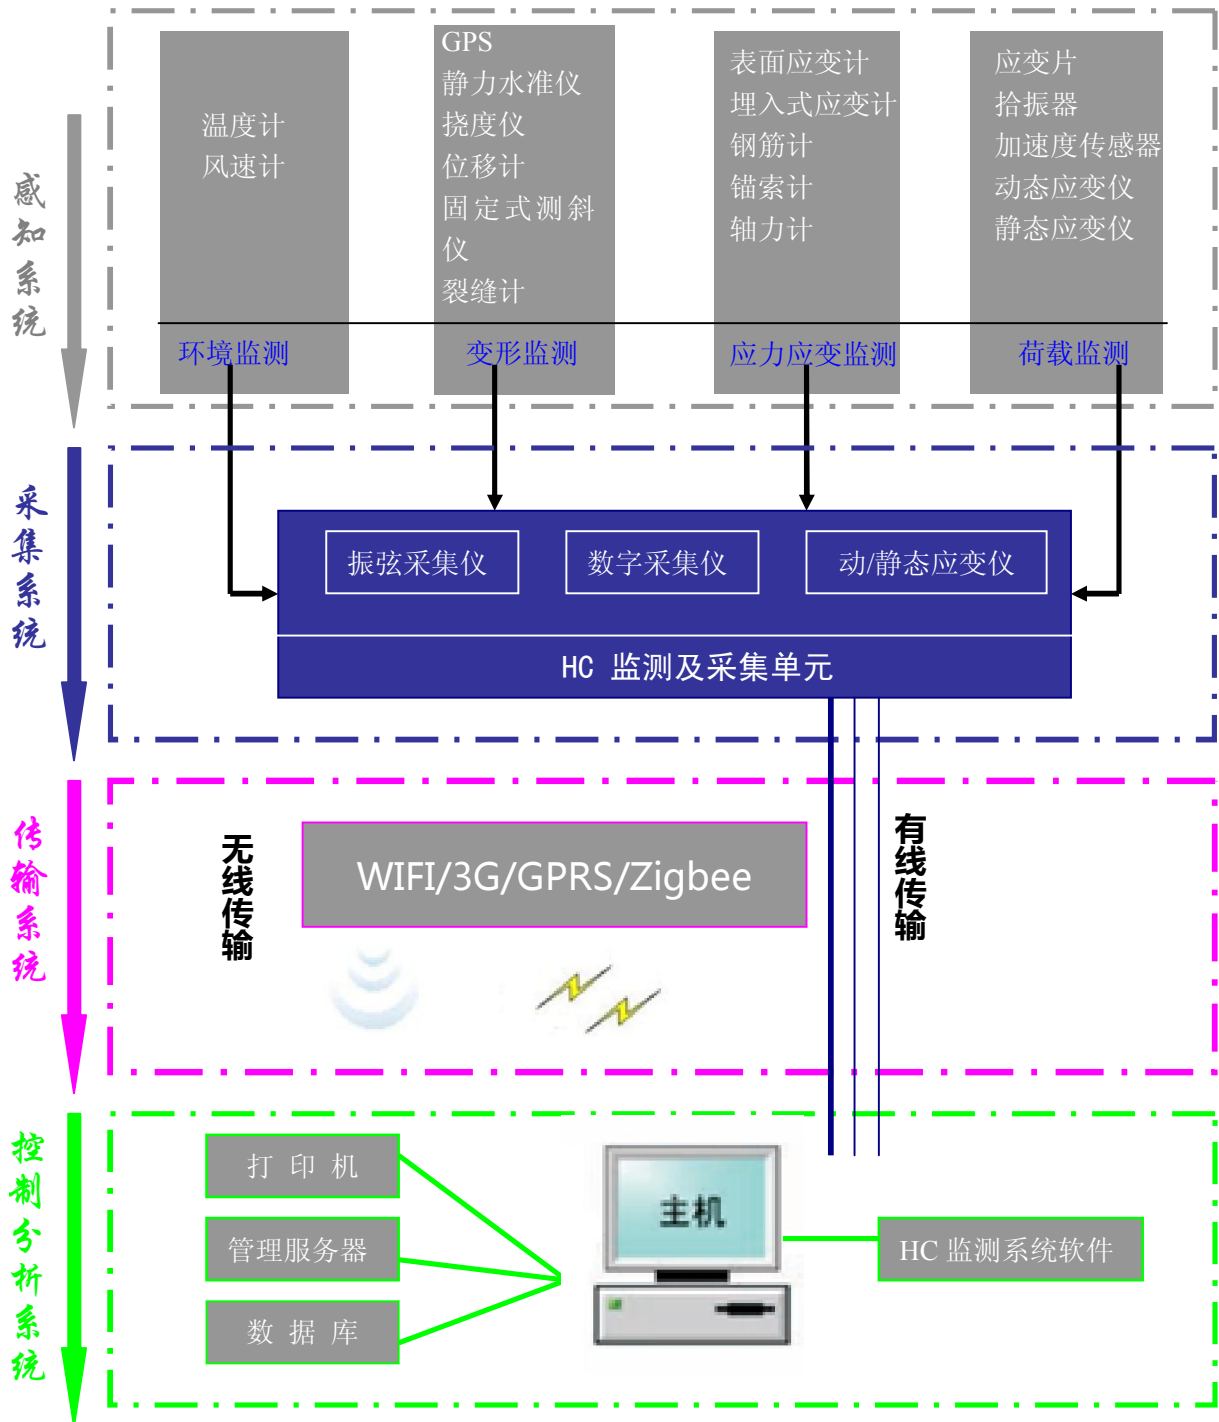 感知系统
温度计
风速计
环境监测
GPS
静力水准仪
挠度仪
位移计
固定式测斜
仪
裂缝计
变形监测
表面应变计
埋入式应变计
钢筋计
锚索计
轴力计
应力应变监测
应变片
拾振器
加速度传感器
动态应变仪
静态应变仪
荷载监测
采集系统
振弦采集仪
数字采集仪
动/静态应变仪
HC 监测及采集单元
传输系统
无线传输
WIFI/3G/GPRS/Zigbee
有线传输
控制分析系统
打 印 机
管理服务器
数 据 库
主机
HC 监测系统软件